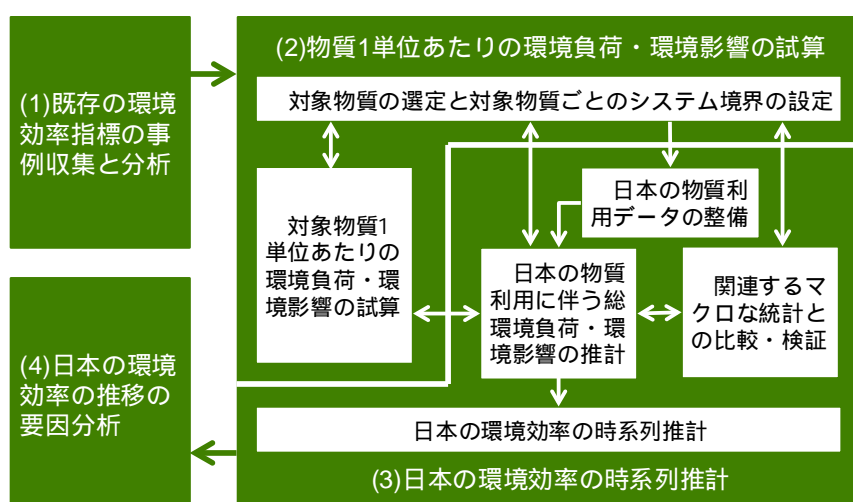 (1)既存の環境
効率指標の事
例収集と分析
(2)物質1単位あたりの環境負荷・環境影響の試算
対象物質の選定と対象物質ごとのシステム境界の設定
対象物質1
単位あたりの
環境負荷・環
境影響の試算
日本の物質利
用データの整備
日本の物質
利用に伴う総
環境負荷・環
境影響の推計
関連するマ
クロな統計と
の比較・検証
日本の環境効率の時系列推計
(3)日本の環境効率の時系列推計
(4)日本の環境
効率の推移の
要因分析